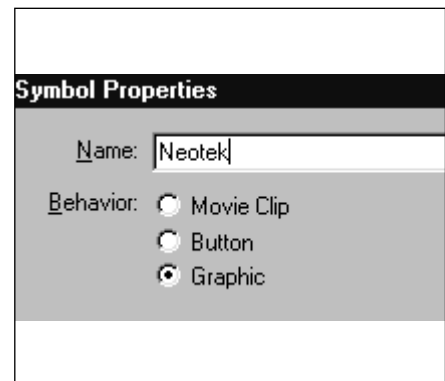 Symbol Properties
Name: Neotek
Behavior: Movie Clip
Button
Graphic